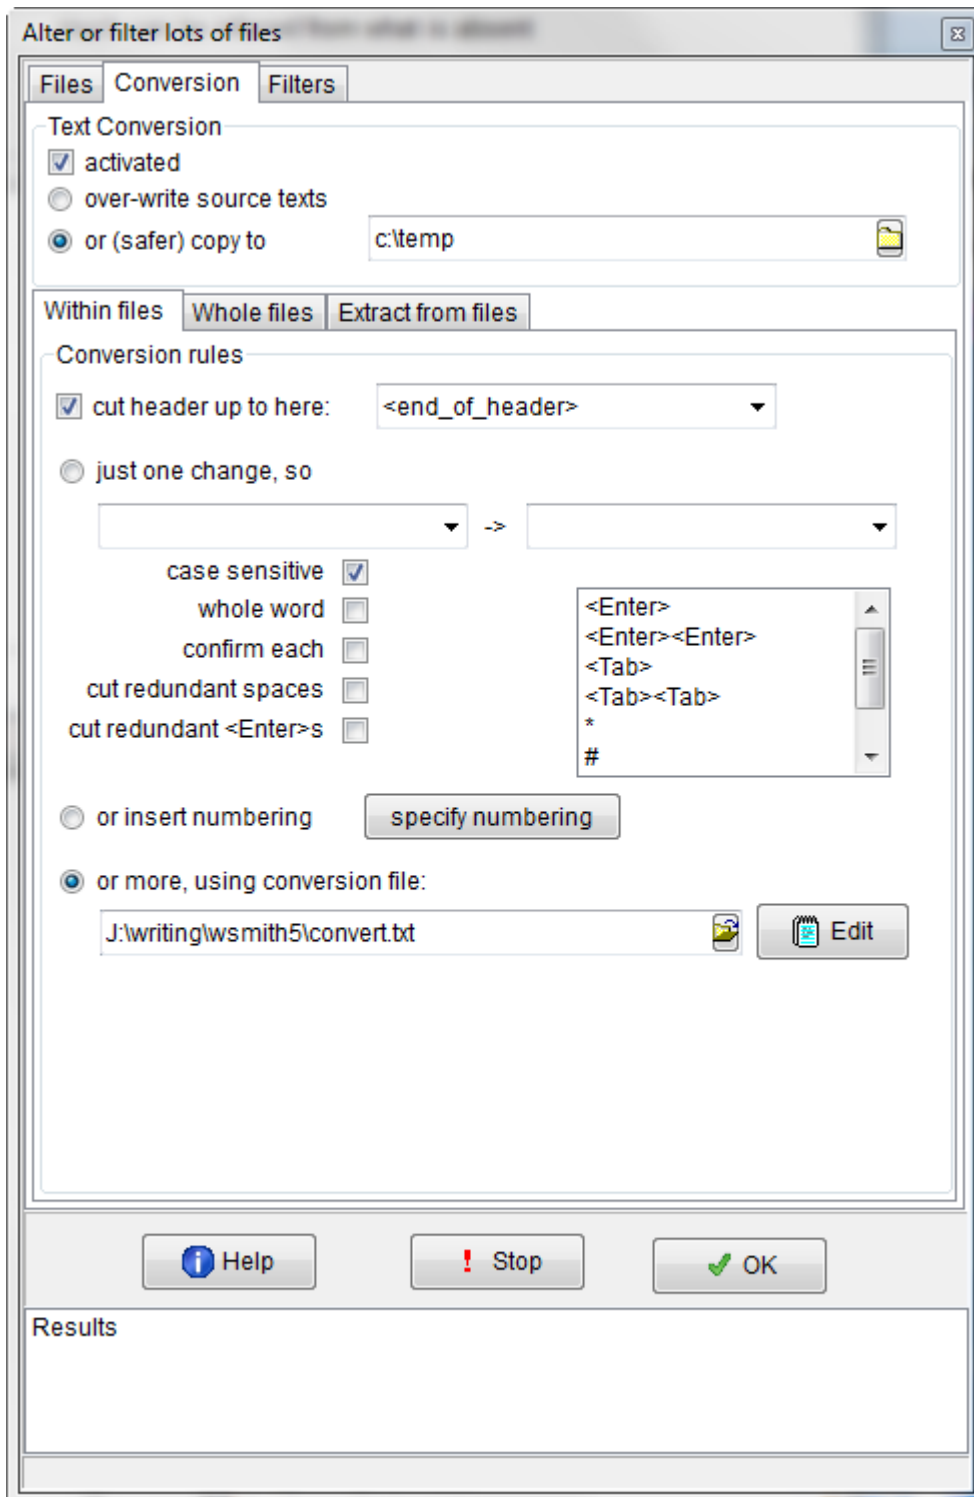 Alter or filter lots of files from what is absent
Files Conversion Filters
Text Conversion
activated
over-write source texts
or (safer) copy to c:\temp
Within files Whole files Extract from files
Conversion rules
cut header up to here: <end_of_header>
just one change, so
->
case sensitive
whole word
confirm each
cut redundant spaces
cut redundant <Enter>s
<Enter>
<Enter><Enter>
<Tab>
<Tab><Tab>
*
#
or insert numbering specify numbering
or more, using conversion file:
J:\writing\wsmith5\convert.txt Edit
Help ! Stop OK
Results